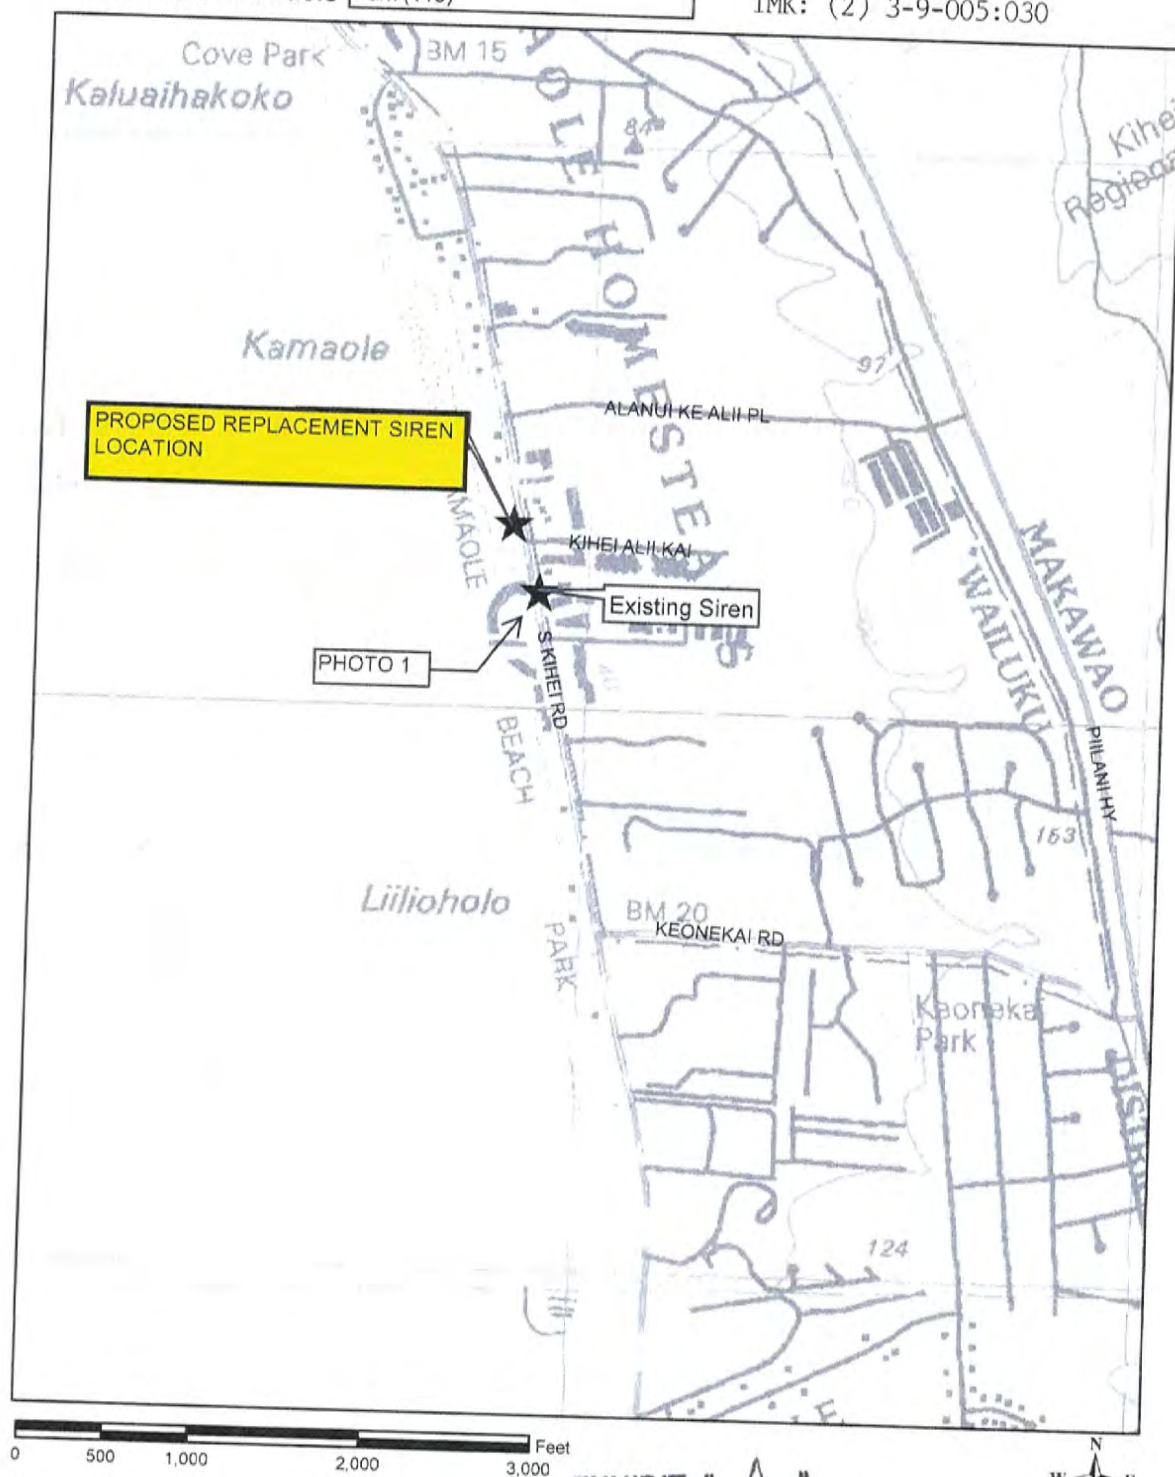 TMK: (2) 3-9-005:030
Cove Park
BM 15
Kaluaihakoko
84
Kihei
Regional
HOMESTEADS
Kamaole
97
ALANUI KE ALII PL
PROPOSED REPLACEMENT SIREN
LOCATION
KIHEI ALII KAI
Existing Siren
PHOTO 1
S KIHEI RD
MAKAWAO
WAILUKU
PIILANI HY
BEACH
163
Liilioholo
BM 20
KEONEKAI RD
PARK
Kaonekai
Park
124
0 500 1,000 2,000 3,000
Feet
N
W